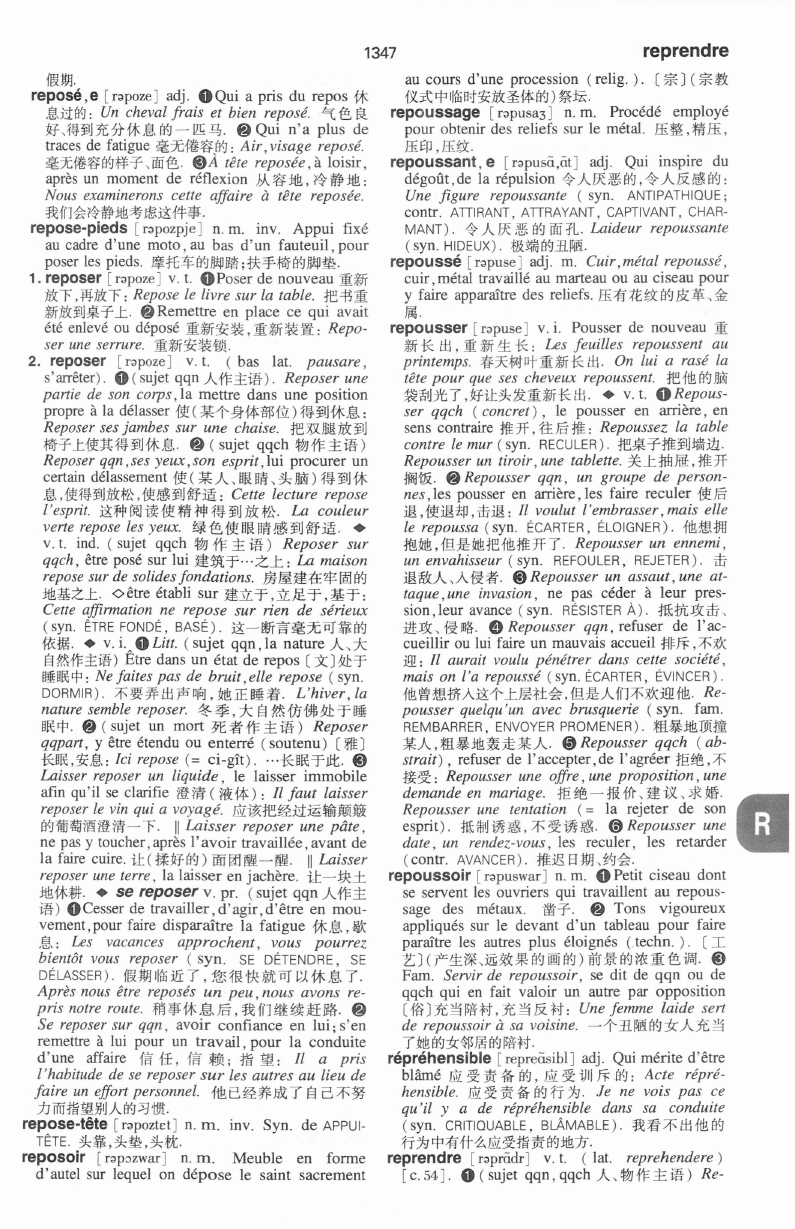 1347
reprendre
假期.
reposé,e [rəpoze] adj. ❶Qui a pris du repos 休
息过的: Un cheval frais et bien reposé. 气色良
好、得到充分休息的一匹马. ❷Qui n'a plus de
traces de fatigue 毫无倦容的: Air,visage reposé.
毫无倦容的样子、面色. ❸À tête reposée,à loisir,
après un moment de réflexion 从容地,冷静地:
Nous examinerons cette affaire à tête reposée.
我们会冷静地考虑这件事.
repose-pieds [rəpozpje] n. m. inv. Appui fixé
au cadre d'une moto,au bas d'un fauteuil,pour
poser les pieds. 摩托车的脚踏;扶手椅的脚垫.
1. reposer [rəpoze] v. t. ❶Poser de nouveau 重新
放下,再放下: Repose le livre sur la table. 把书重
新放到桌子上. ❷Remettre en place ce qui avait
été enlevé ou déposé 重新安装,重新装置: Repo-
ser une serrure. 重新安装锁.
2. reposer [rəpoze] v. t. ( bas lat. pausare,
s'arrêter). ❶(sujet qqn 人作主语). Reposer une
partie de son corps,la mettre dans une position
propre à la délasser 使(某个身体部位)得到休息:
Reposer ses jambes sur une chaise. 把双腿放到
椅子上使其得到休息. ❷ ( sujet qqch 物作主语)
Reposer qqn,ses yeux,son esprit,lui procurer un
certain délassement 使(某人、眼睛、头脑)得到休
息,使得到放松,使感到舒适: Cette lecture repose
l'esprit. 这种阅读使精神得到放松. La couleur
verte repose les yeux. 绿色使眼睛感到舒适. ◆
v. t. ind. ( sujet qqch 物作主语) Reposer sur
qqch, être posé sur lui 建筑于…之上: La maison
repose sur de solides fondations. 房屋建在牢固的
地基之上. ◇être établi sur 建立于,立足于,基于:
Cette affirmation ne repose sur rien de sérieux
(syn. ÊTRE FONDÉ, BASÉ). 这一断言毫无可靠的
依据. ◆ v. i. ❶ Litt. (sujet qqn,la nature 人、大
自然作主语) Être dans un état de repos [文]处于
睡眠中: Ne faites pas de bruit,elle repose (syn.
DORMIR). 不要弄出声响,她正睡着. L'hiver,la
nature semble reposer. 冬季,大自然仿佛处于睡
眠中. ❷ ( sujet un mort 死者作主语) Reposer
qqpart, y être étendu ou enterré (soutenu) [雅]
长眠,安息: Ici repose (= ci-gît). …长眠于此. ❸
Laisser reposer un liquide, le laisser immobile
afin qu'il se clarifie 澄清(液体): Il faut laisser
reposer le vin qui a voyagé. 应该把经过运输颠簸
的葡萄酒澄清一下. ‖ Laisser reposer une pâte,
ne pas y toucher,après l'avoir travaillée,avant de
la faire cuire. 让(揉好的)面团醒一醒. ‖ Laisser
reposer une terre, la laisser en jachère. 让一块土
地休耕. ◆ se reposer v. pr. (sujet qqn 人作主
语) ❶Cesser de travailler,d'agir,d'être en mou-
vement,pour faire disparaître la fatigue 休息,歇
息: Les vacances approchent, vous pourrez
bientôt vous reposer ( syn. SE DÉTENDRE, SE
DÉLASSER). 假期临近了,您很快就可以休息了.
Après nous être reposés un peu,nous avons re-
pris notre route. 稍事休息后,我们继续赶路. ❷
Se reposer sur qqn, avoir confiance en lui;s'en
remettre à lui pour un travail,pour la conduite
d'une affaire 信任, 信赖; 指望: Il a pris
l'habitude de se reposer sur les autres au lieu de
faire un effort personnel. 他已经养成了自己不努
力而指望别人的习惯.
repose-tête [rəpoztɛt] n. m. inv. Syn. de APPUI-
TÊTE. 头靠,头垫,头枕.
reposoir [rəpozwar] n. m. Meuble en forme
d'autel sur lequel on dépose le saint sacrement
au cours d'une procession (relig.). [宗](宗教
仪式中临时安放圣体的)祭坛.
repoussage [rəpusaʒ] n. m. Procédé employé
pour obtenir des reliefs sur le métal. 压整,精压,
压印,压纹.
repoussant, e [rəpusɑ̃,ɑ̃t] adj. Qui inspire du
dégoût,de la répulsion 令人厌恶的,令人反感的:
Une figure repoussante ( syn. ANTIPATHIQUE;
contr. ATTIRANT, ATTRAYANT, CAPTIVANT, CHAR-
MANT). 令人厌恶的面孔. Laideur repoussante
(syn. HIDEUX). 极端的丑陋.
repoussé [rəpuse] adj. m. Cuir,métal repoussé,
cuir,métal travaillé au marteau ou au ciseau pour
y faire apparaître des reliefs. 压有花纹的皮革、金
属.
repousser [rəpuse] v. i. Pousser de nouveau 重
新长出,重新生长: Les feuilles repoussent au
printemps. 春天树叶重新长出. On lui a rasé la
tête pour que ses cheveux repoussent. 把他的脑
袋刮光了,好让头发重新长出. ◆ v. t. ❶Repous-
ser qqch ( concret), le pousser en arrière, en
sens contraire 推开,往后推: Repoussez la table
contre le mur (syn. RECULER). 把桌子推到墙边.
Repousser un tiroir, une tablette. 关上抽屉,推开
搁板. ❷ Repousser qqn, un groupe de person-
nes,les pousser en arrière,les faire reculer 使后
退,使退却,击退: Il voulut l'embrasser,mais elle
le repoussa (syn. ÉCARTER, ÉLOIGNER). 他想拥
抱她,但是她把他推开了. Repousser un ennemi,
un envahisseur (syn. REFOULER, REJETER). 击
退敌人、入侵者. ❸Repousser un assaut,une at-
taque,une invasion, ne pas céder à leur pres-
sion,leur avance (syn. RÉSISTER À). 抵抗攻击、
进攻、侵略. ❹ Repousser qqn,refuser de l'ac-
cueillir ou lui faire un mauvais accueil 排斥,不欢
迎: Il aurait voulu pénétrer dans cette société,
mais on l'a repoussé (syn. ÉCARTER, ÉVINCER).
他曾想挤入这个上层社会,但是人们不欢迎他. Re-
pousser quelqu'un avec brusquerie ( syn. fam.
REMBARRER, ENVOYER PROMENER). 粗暴地顶撞
某人,粗暴地轰走某人. ❺ Repousser qqch ( ab-
strait), refuser de l'accepter,de l'agréer 拒绝,不
接受: Repousser une offre,une proposition,une
demande en mariage. 拒绝一报价、建议、求婚.
Repousser une tentation (= la rejeter de son
esprit). 抵制诱惑,不受诱惑. ❻ Repousser une
date, un rendez-vous, les reculer, les retarder
(contr. AVANCER). 推迟日期、约会.
repoussoir [rəpuswar] n. m. ❶Petit ciseau dont
se servent les ouvriers qui travaillent au repous-
sage des métaux. 凿子. ❷ Tons vigoureux
appliqués sur le devant d'un tableau pour faire
paraître les autres plus éloignés (techn.). [工
艺](产生深、远效果的画的)前景的浓重色调. ❸
Fam. Servir de repoussoir, se dit de qqn ou de
qqch qui en fait valoir un autre par opposition
[俗]充当陪衬,充当反衬: Une femme laide sert
de repoussoir à sa voisine. 一个丑陋的女人充当
了她的女邻居的陪衬.
répréhensible [repreɑ̃sibl] adj. Qui mérite d'être
blâmé 应受责备的, 应受训斥的: Acte répré-
hensible. 应受责备的行为. Je ne vois pas ce
qu'il y a de répréhensible dans sa conduite
(syn. CRITIQUABLE, BLÂMABLE). 我看不出他的
行为中有什么应受指责的地方.
reprendre [rəprɑ̃dr] v. t. ( lat. reprehendere)
[c. 54]. ❶ (sujet qqn,qqch 人、物作主语) Re-
R